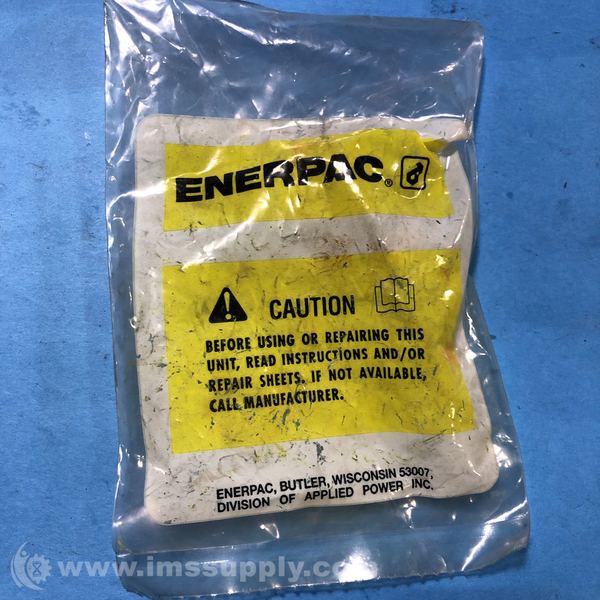 ENERPAC®
CAUTION
BEFORE USING OR REPAIRING THIS
UNIT, READ INSTRUCTIONS AND/OR
REPAIR SHEETS. IF NOT AVAILABLE,
CALL MANUFACTURER.
ENERPAC, BUTLER, WISCONSIN 53007,
DIVISION OF APPLIED POWER INC.
www.imssupply.com